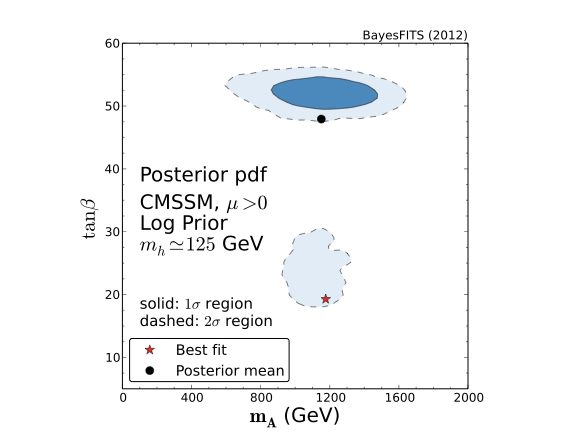 BayesFITS (2012)
60
50
40
30
20
10
tanβ
Posterior pdf
CMSSM, μ >0
Log Prior
m_h ≃125 GeV
solid: 1σ region
dashed: 2σ region
Best fit
Posterior mean
0 400 800 1200 1600 2000
m_A (GeV)